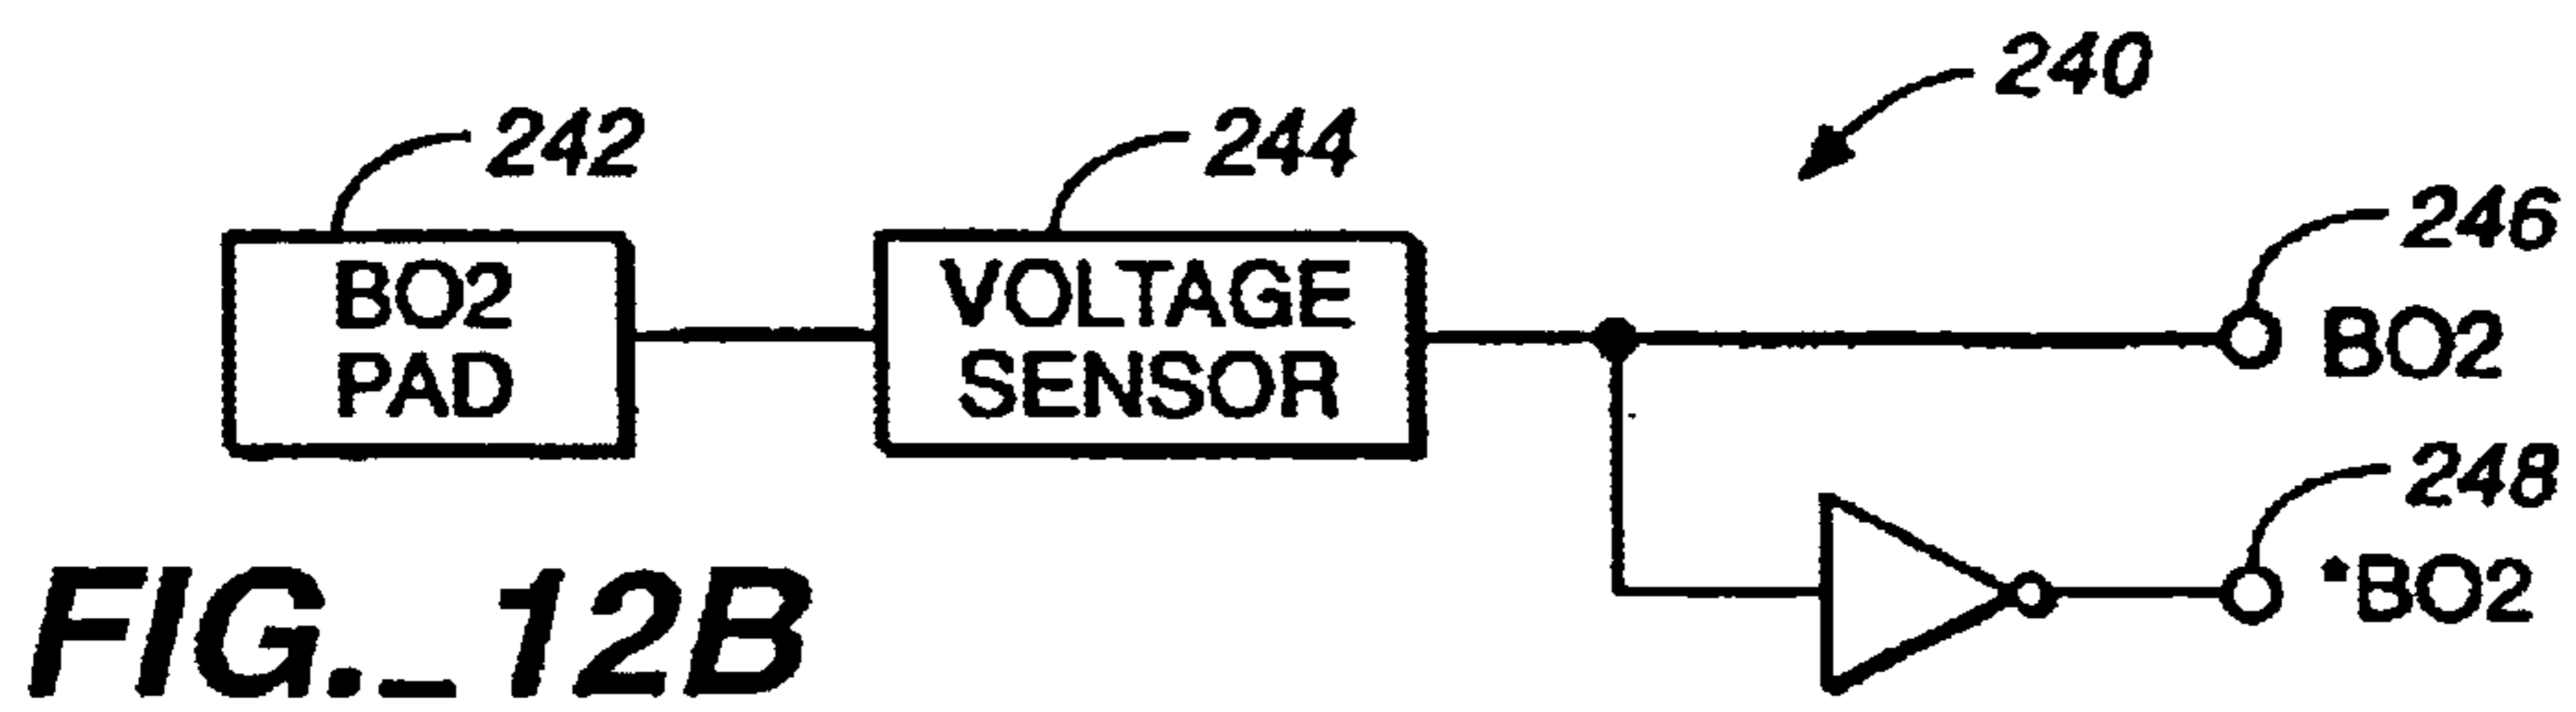 240
242
244
246
BO2
PAD
VOLTAGE
SENSOR
BO2
248
*BO2
FIG._12B